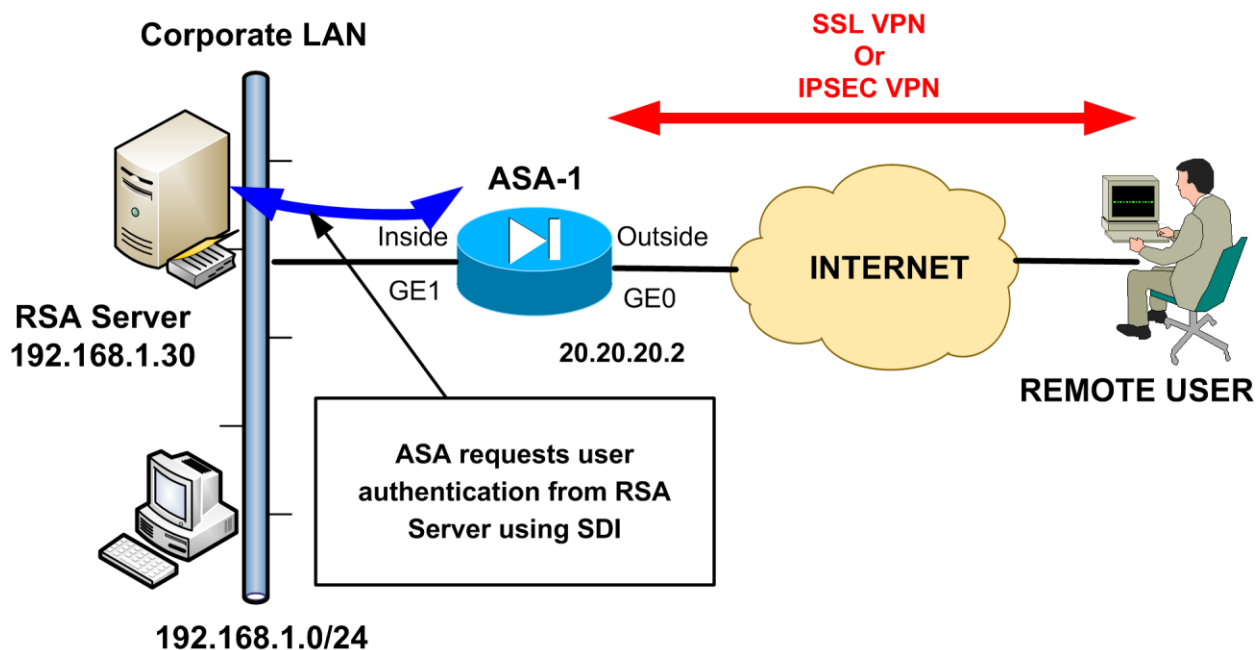 Corporate LAN
SSL VPN
Or
IPSEC VPN
ASA-1
Inside
Outside
GE1
GE0
INTERNET
RSA Server
192.168.1.30
20.20.20.2
REMOTE USER
ASA requests user
authentication from RSA
Server using SDI
192.168.1.0/24